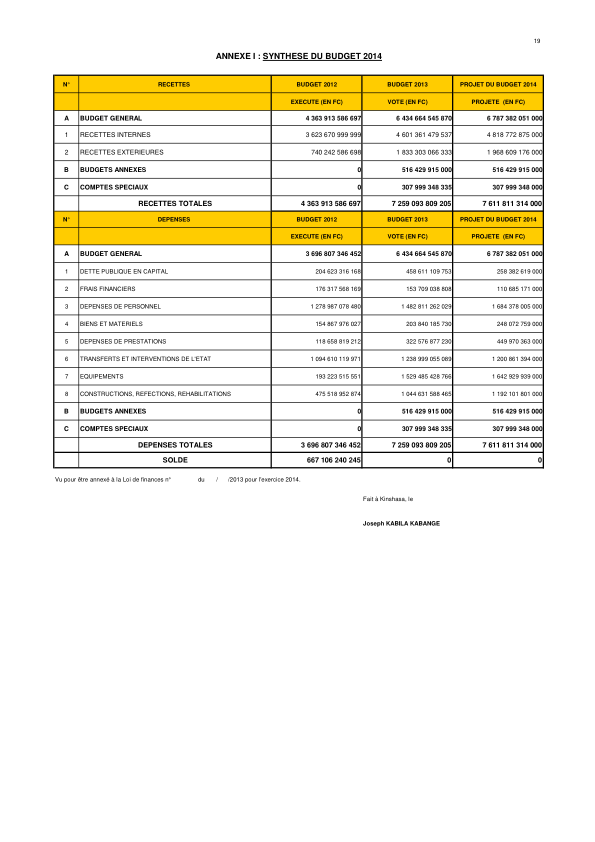 19
ANNEXE I : SYNTHESE DU BUDGET 2014
N° RECETTES BUDGET 2012 BUDGET 2013 PROJET DU BUDGET 2014
EXECUTE (EN FC) VOTE (EN FC) PROJETE (EN FC)
A BUDGET GENERAL 4 363 913 586 697 6 434 664 545 870 6 787 382 051 000
1 RECETTES INTERNES 3 623 670 999 999 4 601 361 479 537 4 818 772 875 000
2 RECETTES EXTERIEURES 740 242 586 698 1 833 303 066 333 1 968 609 176 000
B BUDGETS ANNEXES 0 516 429 915 000 516 429 915 000
C COMPTES SPECIAUX 0 307 999 348 335 307 999 348 000
RECETTES TOTALES 4 363 913 586 697 7 259 093 809 205 7 611 811 314 000
N° DEPENSES BUDGET 2012 BUDGET 2013 PROJET DU BUDGET 2014
EXECUTE (EN FC) VOTE (EN FC) PROJETE (EN FC)
A BUDGET GENERAL 3 696 807 346 452 6 434 664 545 870 6 787 382 051 000
1 DETTE PUBLIQUE EN CAPITAL 204 623 316 168 458 611 109 753 258 382 619 000
2 FRAIS FINANCIERS 176 317 568 169 153 709 038 808 110 685 171 000
3 DEPENSES DE PERSONNEL 1 278 987 078 480 1 482 811 262 029 1 684 378 005 000
4 BIENS ET MATERIELS 154 867 976 027 203 840 185 730 248 072 759 000
5 DEPENSES DE PRESTATIONS 118 658 819 212 322 576 877 230 449 970 363 000
6 TRANSFERTS ET INTERVENTIONS DE L'ETAT 1 094 610 119 971 1 238 999 055 089 1 200 861 394 000
7 EQUIPEMENTS 193 223 515 551 1 529 485 428 766 1 642 929 939 000
8 CONSTRUCTIONS, REFECTIONS, REHABILITATIONS 475 518 952 874 1 044 631 588 465 1 192 101 801 000
B BUDGETS ANNEXES 0 516 429 915 000 516 429 915 000
C COMPTES SPECIAUX 0 307 999 348 335 307 999 348 000
DEPENSES TOTALES 3 696 807 346 452 7 259 093 809 205 7 611 811 314 000
SOLDE 667 106 240 245 0 0
Vu pour être annexé à la Loi de finances n° du / /2013 pour l'exercice 2014.
Fait à Kinshasa, le
Joseph KABILA KABANGE